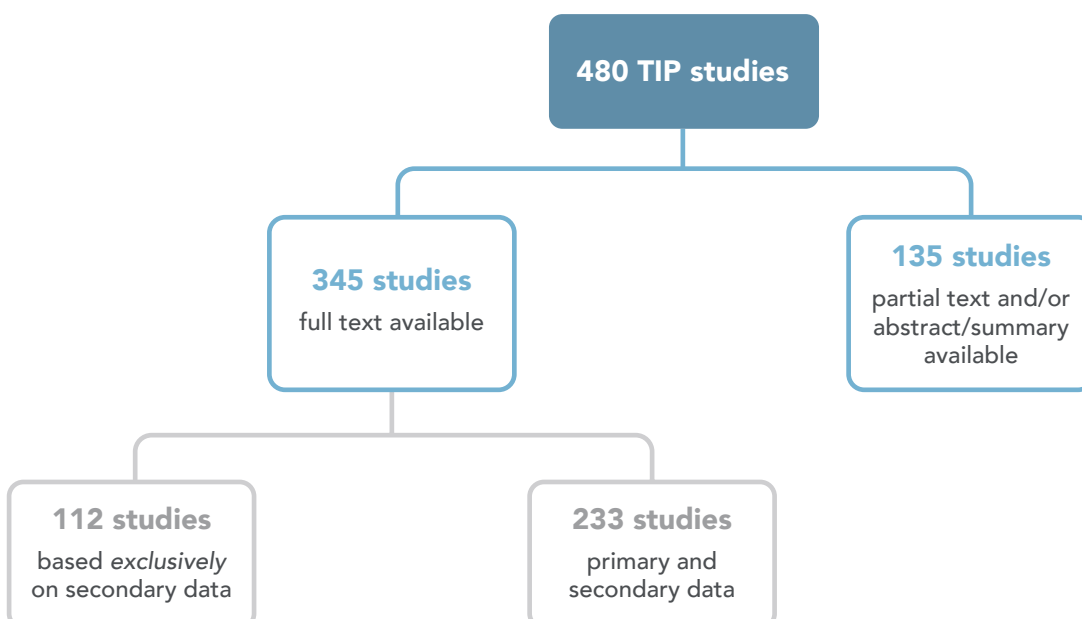 480 TIP studies
345 studies
full text available
135 studies
partial text and/or
abstract/summary
available
112 studies
based exclusively
on secondary data
233 studies
primary and
secondary data